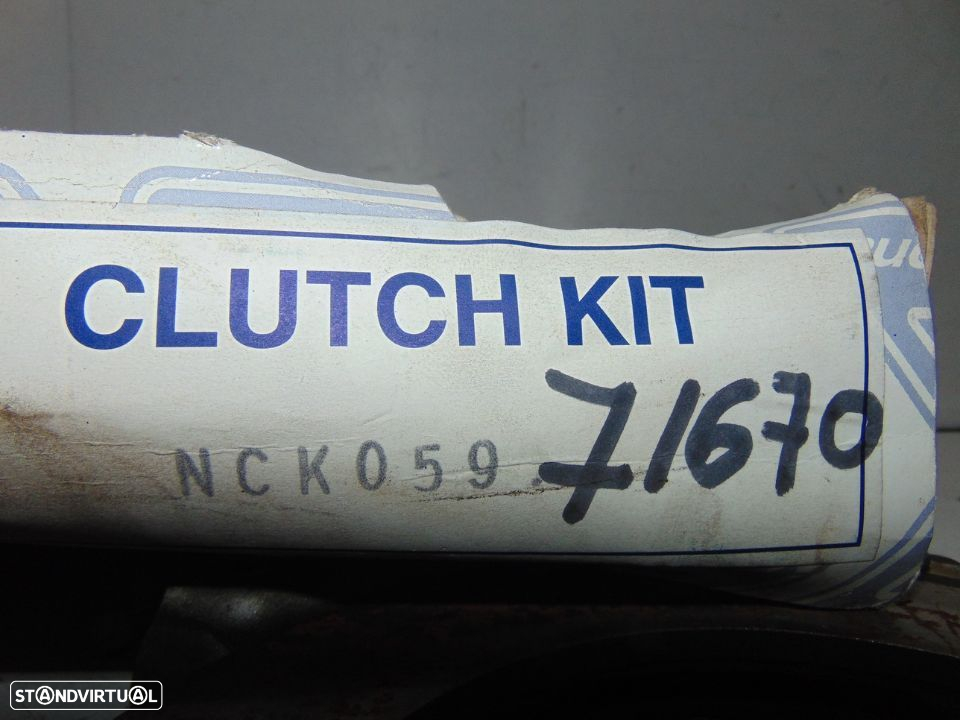 CLUTCH KIT
NCK059. 71670
STANDVIRTUAL